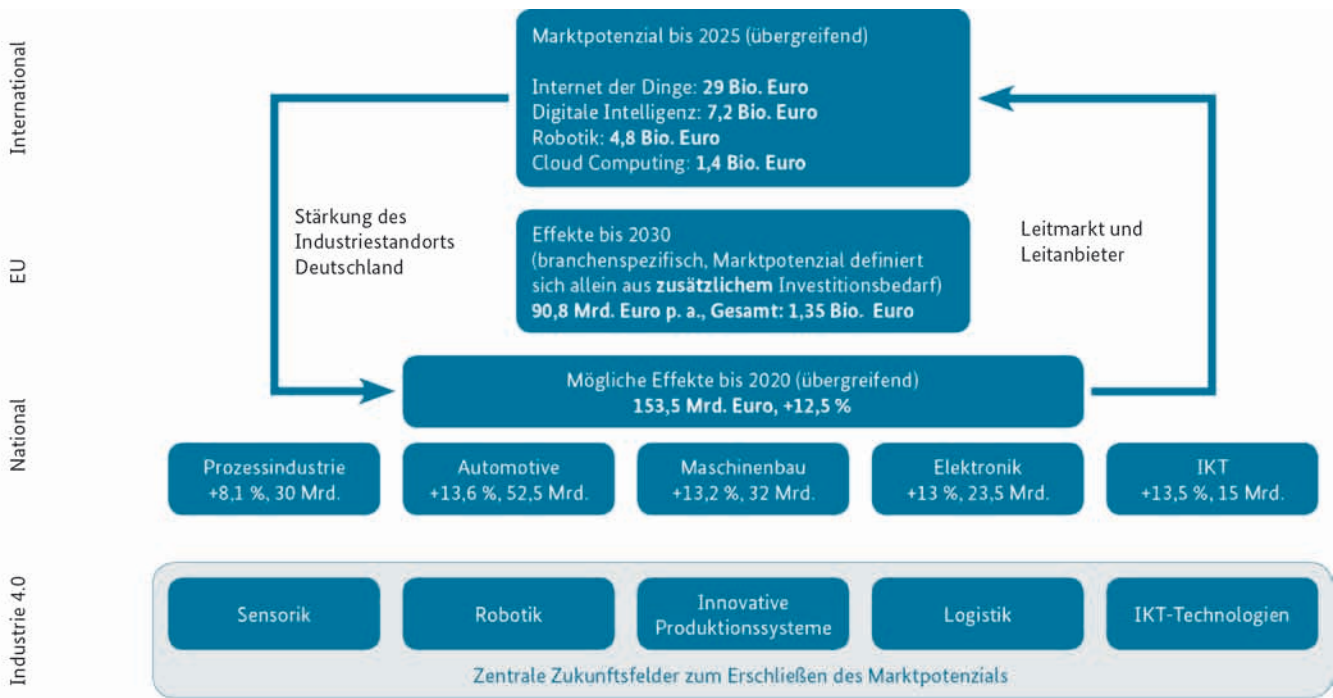 International
Marktpotenzial bis 2025 (übergreifend)
Internet der Dinge: 29 Bio. Euro
Digitale Intelligenz: 7,2 Bio. Euro
Robotik: 4,8 Bio. Euro
Cloud Computing: 1,4 Bio. Euro
Stärkung des
Industriestandorts
Deutschland
EU
Effekte bis 2030
(branchenspezifisch, Marktpotenzial definiert
sich allein aus zusätzlichem Investitionsbedarf)
90,8 Mrd. Euro p. a., Gesamt: 1,35 Bio. Euro
Leitmarkt und
Leitanbieter
National
Mögliche Effekte bis 2020 (übergreifend)
153,5 Mrd. Euro, +12,5 %
Prozessindustrie
+8,1 %, 30 Mrd.
Automotive
+13,6 %, 52,5 Mrd.
Maschinenbau
+13,2 %, 32 Mrd.
Elektronik
+13 %, 23,5 Mrd.
IKT
+13,5 %, 15 Mrd.
Industrie 4.0
Sensorik
Robotik
Innovative
Produktionssysteme
Logistik
IKT-Technologien
Zentrale Zukunftsfelder zum Erschließen des Marktpotenzials